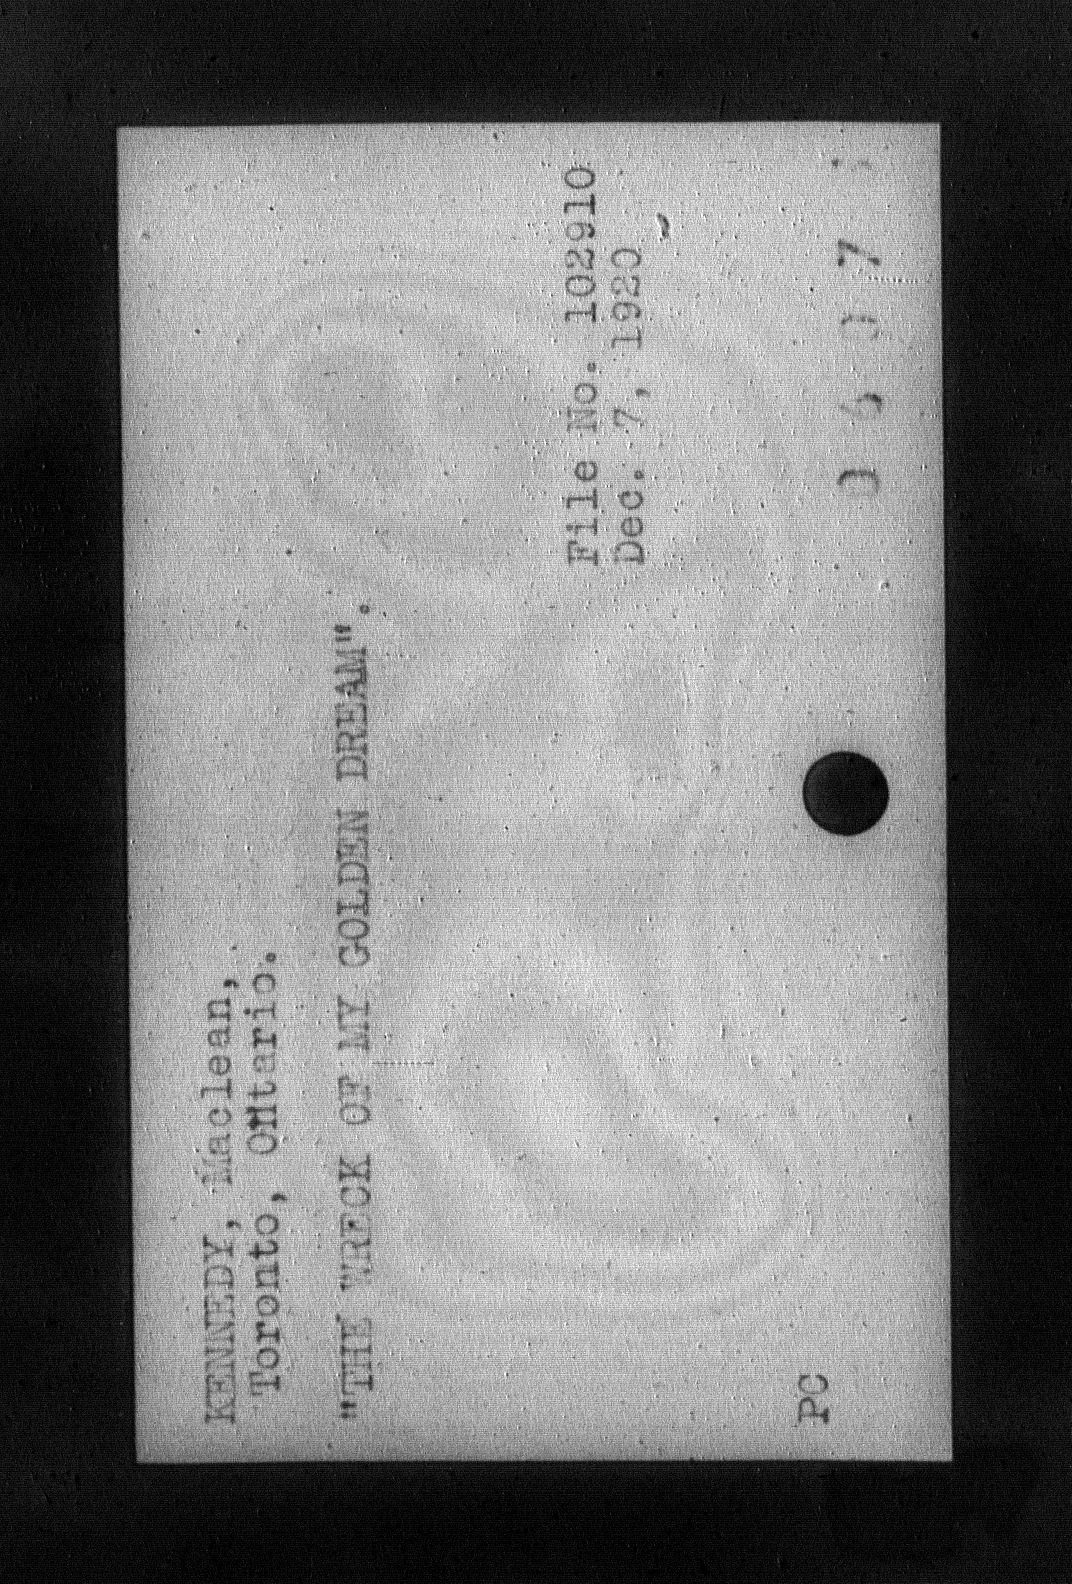 KENNEDY, Maclean,
Toronto, Ontario.
"THE WRECK OF MY GOLDEN DREAM".
File No. 102910
Dec. 7, 1920
PC